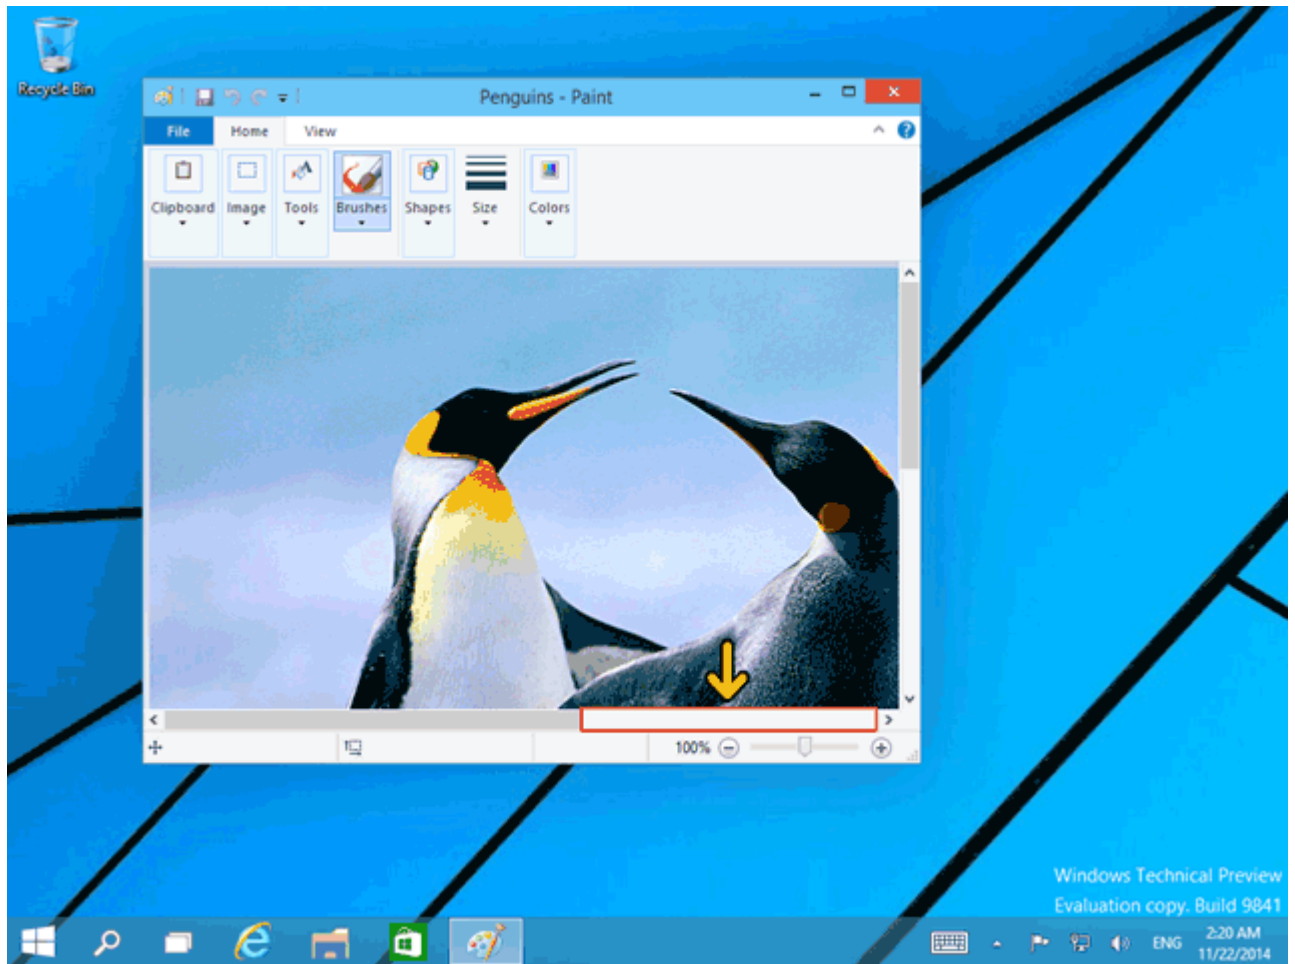 Recycle Bin
Penguins - Paint
File Home View
Clipboard Image Tools Brushes Shapes Size Colors
100%
Windows Technical Preview
Evaluation copy. Build 9841
ENG 2:20 AM
11/22/2014